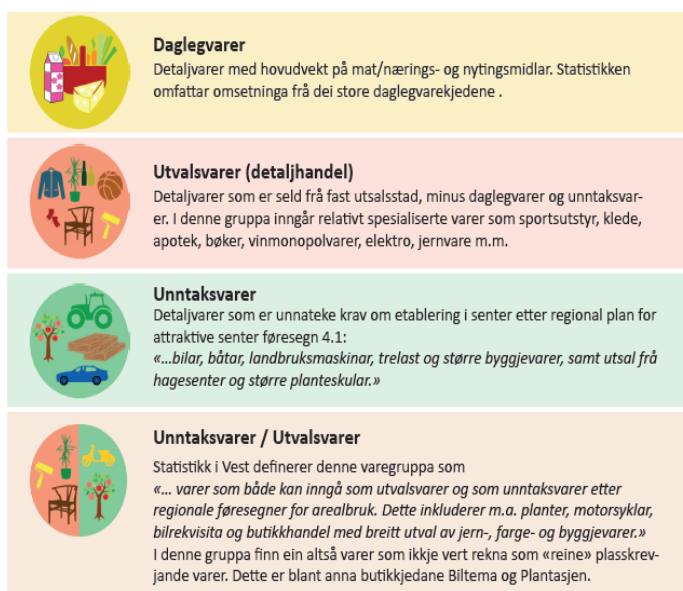 Daglegvarer
Detaljvarer med hovudvekt på mat/nærings- og nytingsmidlar. Statistikken
omfattar omsetninga frå dei store daglegvarekjedene .
Utvalsvarer (detaljhandel)
Detaljvarer som er seld frå fast utsalsstad, minus daglegvarer og unntaksvar-
er. I denne gruppa inngår relativt spesialiserte varer som sportsutstyr, klede,
apotek, bøker, vinmonopolvarer, elektro, jernvare m.m.
Unntaksvarer
Detaljvarer som er unnateke krav om etablering i senter etter regional plan for
attraktive senter føresegn 4.1:
«...bilar, båtar, landbruksmaskinar, trelast og større byggjevarer, samt utsal frå
hagesenter og større planteskular.»
Unntaksvarer / Utvalsvarer
Statistikk i Vest definerer denne varegruppa som
«... varer som både kan inngå som utvalsvarer og som unntaksvarer etter
regionale føresegner for arealbruk. Dette inkluderer m.a. planter, motorsyklar,
bilrekvisita og butikkhandel med breitt utval av jern-, farge- og byggjevarer.»
I denne gruppa finn ein altså varer som ikkje vert rekna som «reine» plasskrev-
jande varer. Dette er blant anna butikkjedane Biltema og Plantasjen.